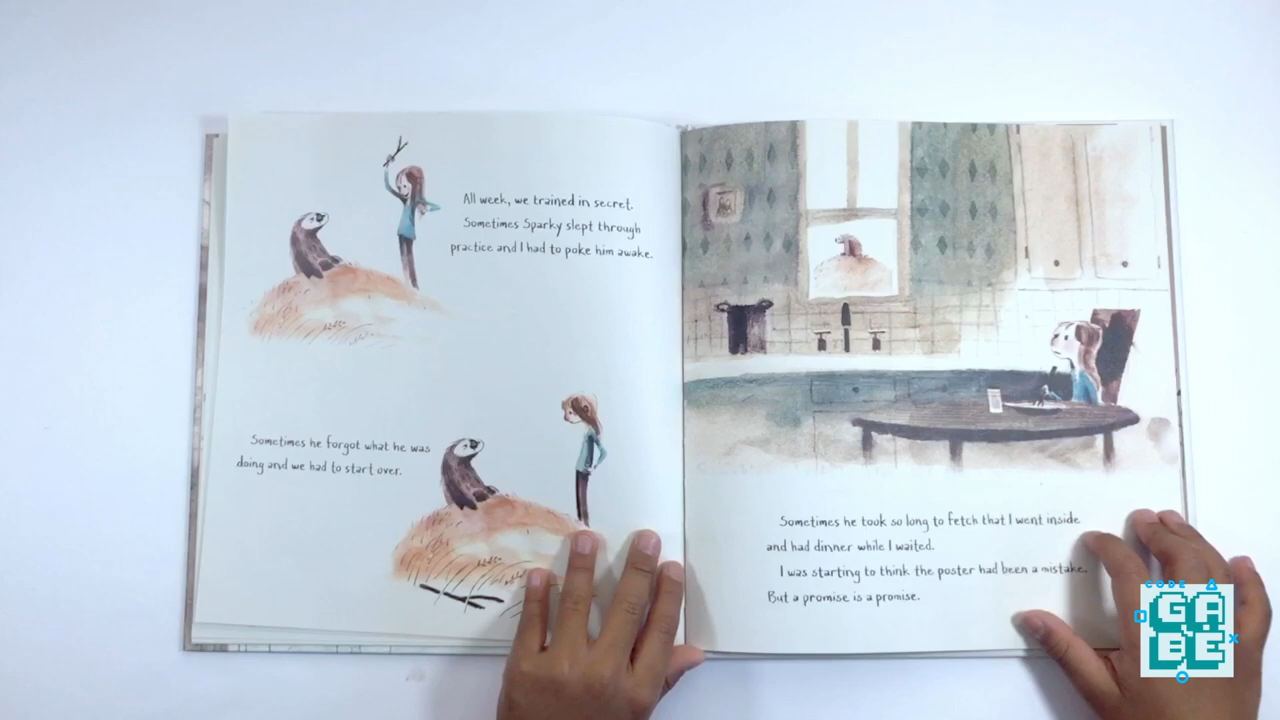 All week, we trained in secret.
Sometimes Sparky slept through
practice and I had to poke him awake.
Sometimes he forgot what he was
doing and we had to start over.
Sometimes he took so long to fetch that I went inside
and had dinner while I waited.
I was starting to think the poster had been a mistake.
But a promise is a promise.
CODE
GA
BE